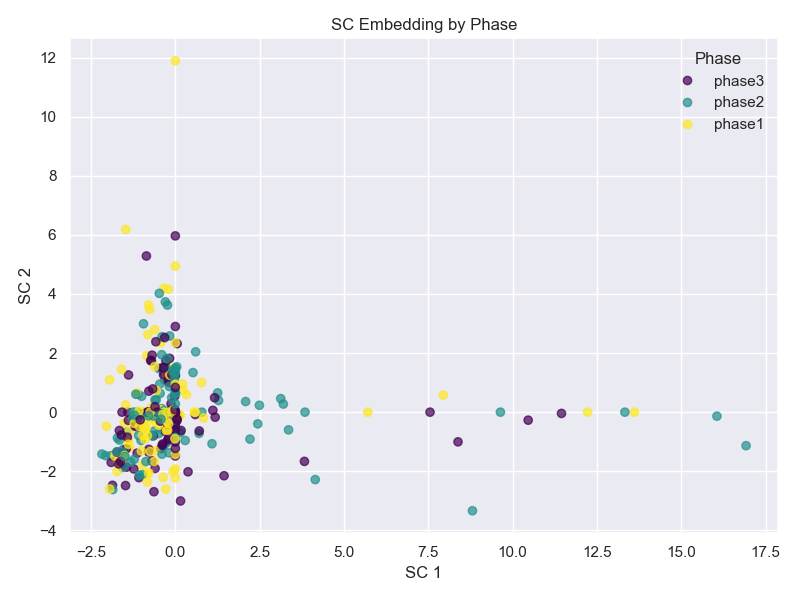 SC Embedding by Phase
Phase
phase3
phase2
phase1
12
10
8
6
4
2
0
−2
−4
SC 2
−2.5 0.0 2.5 5.0 7.5 10.0 12.5 15.0 17.5
SC 1